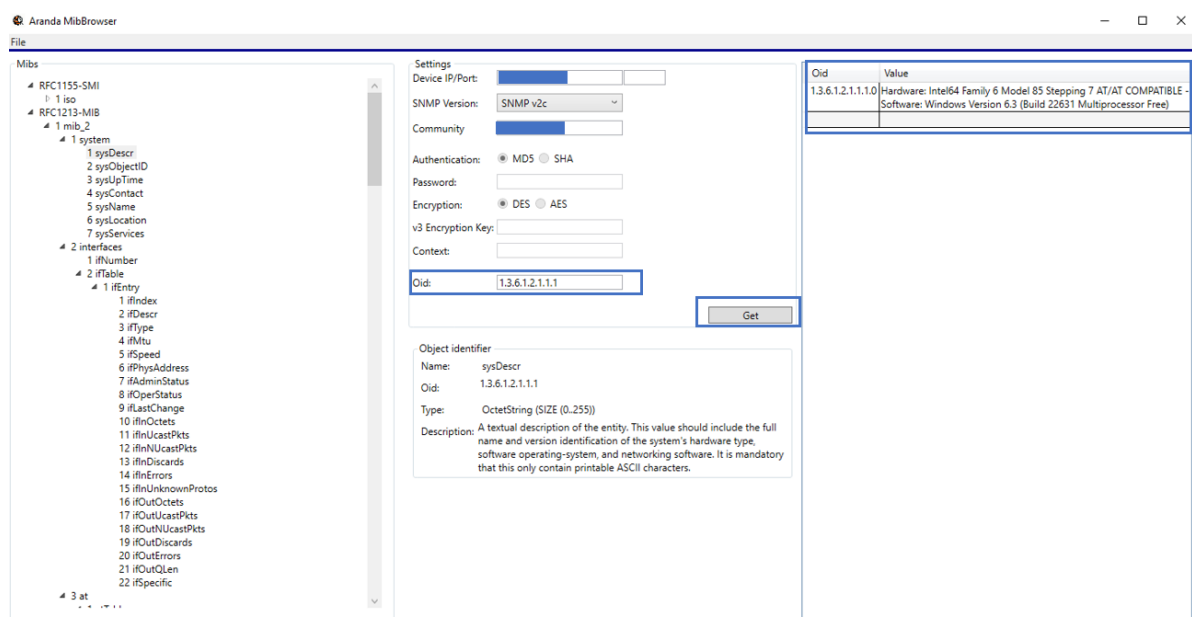 Aranda MibBrowser
File
Mibs
RFC1155-SMI
1 iso
RFC1213-MIB
1 mib_2
1 system
1 sysDescr
2 sysObjectID
3 sysUpTime
4 sysContact
5 sysName
6 sysLocation
7 sysServices
2 interfaces
1 ifNumber
2 ifTable
1 ifEntry
1 ifIndex
2 ifDescr
3 ifType
4 ifMtu
5 ifSpeed
6 ifPhysAddress
7 ifAdminStatus
8 ifOperStatus
9 ifLastChange
10 ifInOctets
11 ifInUcastPkts
12 ifInNUcastPkts
13 ifInDiscards
14 ifInErrors
15 ifInUnknownProtos
16 ifOutOctets
17 ifOutUcastPkts
18 ifOutNUcastPkts
19 ifOutDiscards
20 ifOutErrors
21 ifOutQLen
22 ifSpecific
3 at
Settings
Device IP/Port:
SNMP Version: SNMP v2c
Community
Authentication: MD5 SHA
Password:
Encryption: DES AES
v3 Encryption Key:
Context:
Oid: 1.3.6.1.2.1.1.1
Get
Object identifier
Name: sysDescr
Oid: 1.3.6.1.2.1.1.1
Type: OctetString (SIZE (0..255))
Description: A textual description of the entity. This value should include the full
name and version identification of the system's hardware type,
software operating-system, and networking software. It is mandatory
that this only contain printable ASCII characters.
Oid Value
1.3.6.1.2.1.1.1.0 Hardware: Intel64 Family 6 Model 85 Stepping 7 AT/AT COMPATIBLE -
Software: Windows Version 6.3 (Build 22631 Multiprocessor Free)